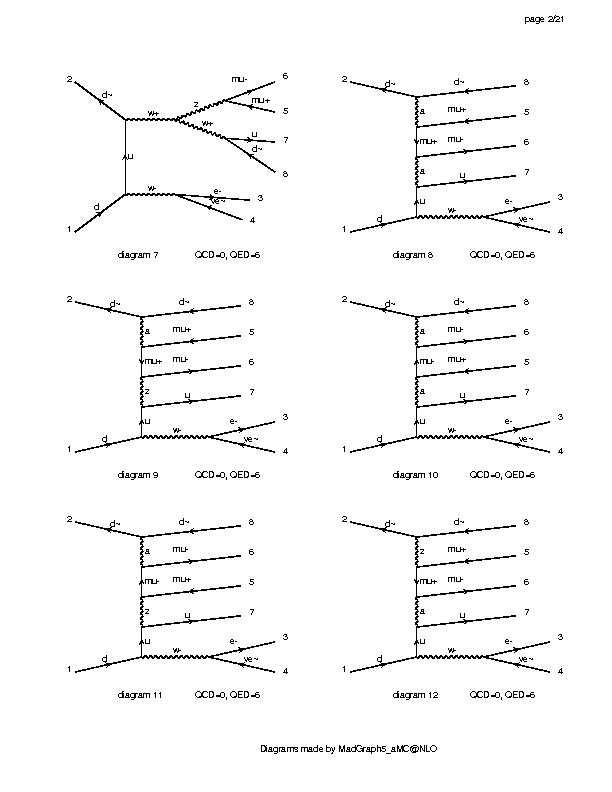 page 2/21
2
d~
w+
z
mu-
6
mu+
5
w+
u
7
d~
8
u
w-
e-
3
ve~
4
d
1
diagram 7 QCD=0, QED=6
2
d~
d~
8
a
mu+
5
mu+
mu-
6
a
u
7
u
e-
3
w-
ve~
4
d
1
diagram 8 QCD=0, QED=6
2
d~
d~
8
a
mu+
5
mu+
mu-
6
z
u
7
u
e-
3
w-
ve~
4
d
1
diagram 9 QCD=0, QED=6
2
d~
d~
8
a
mu+
5
mu-
mu-
6
a
u
7
u
e-
3
w-
ve~
4
d
1
diagram 10 QCD=0, QED=6
2
d~
d~
8
a
mu-
6
mu-
mu+
5
z
u
7
u
e-
3
w-
ve~
4
d
1
diagram 11 QCD=0, QED=6
2
d~
d~
8
z
mu+
5
mu+
mu-
6
a
u
7
u
e-
3
w-
ve~
4
d
1
diagram 12 QCD=0, QED=6
Diagrams made by MadGraph5_aMC@NLO